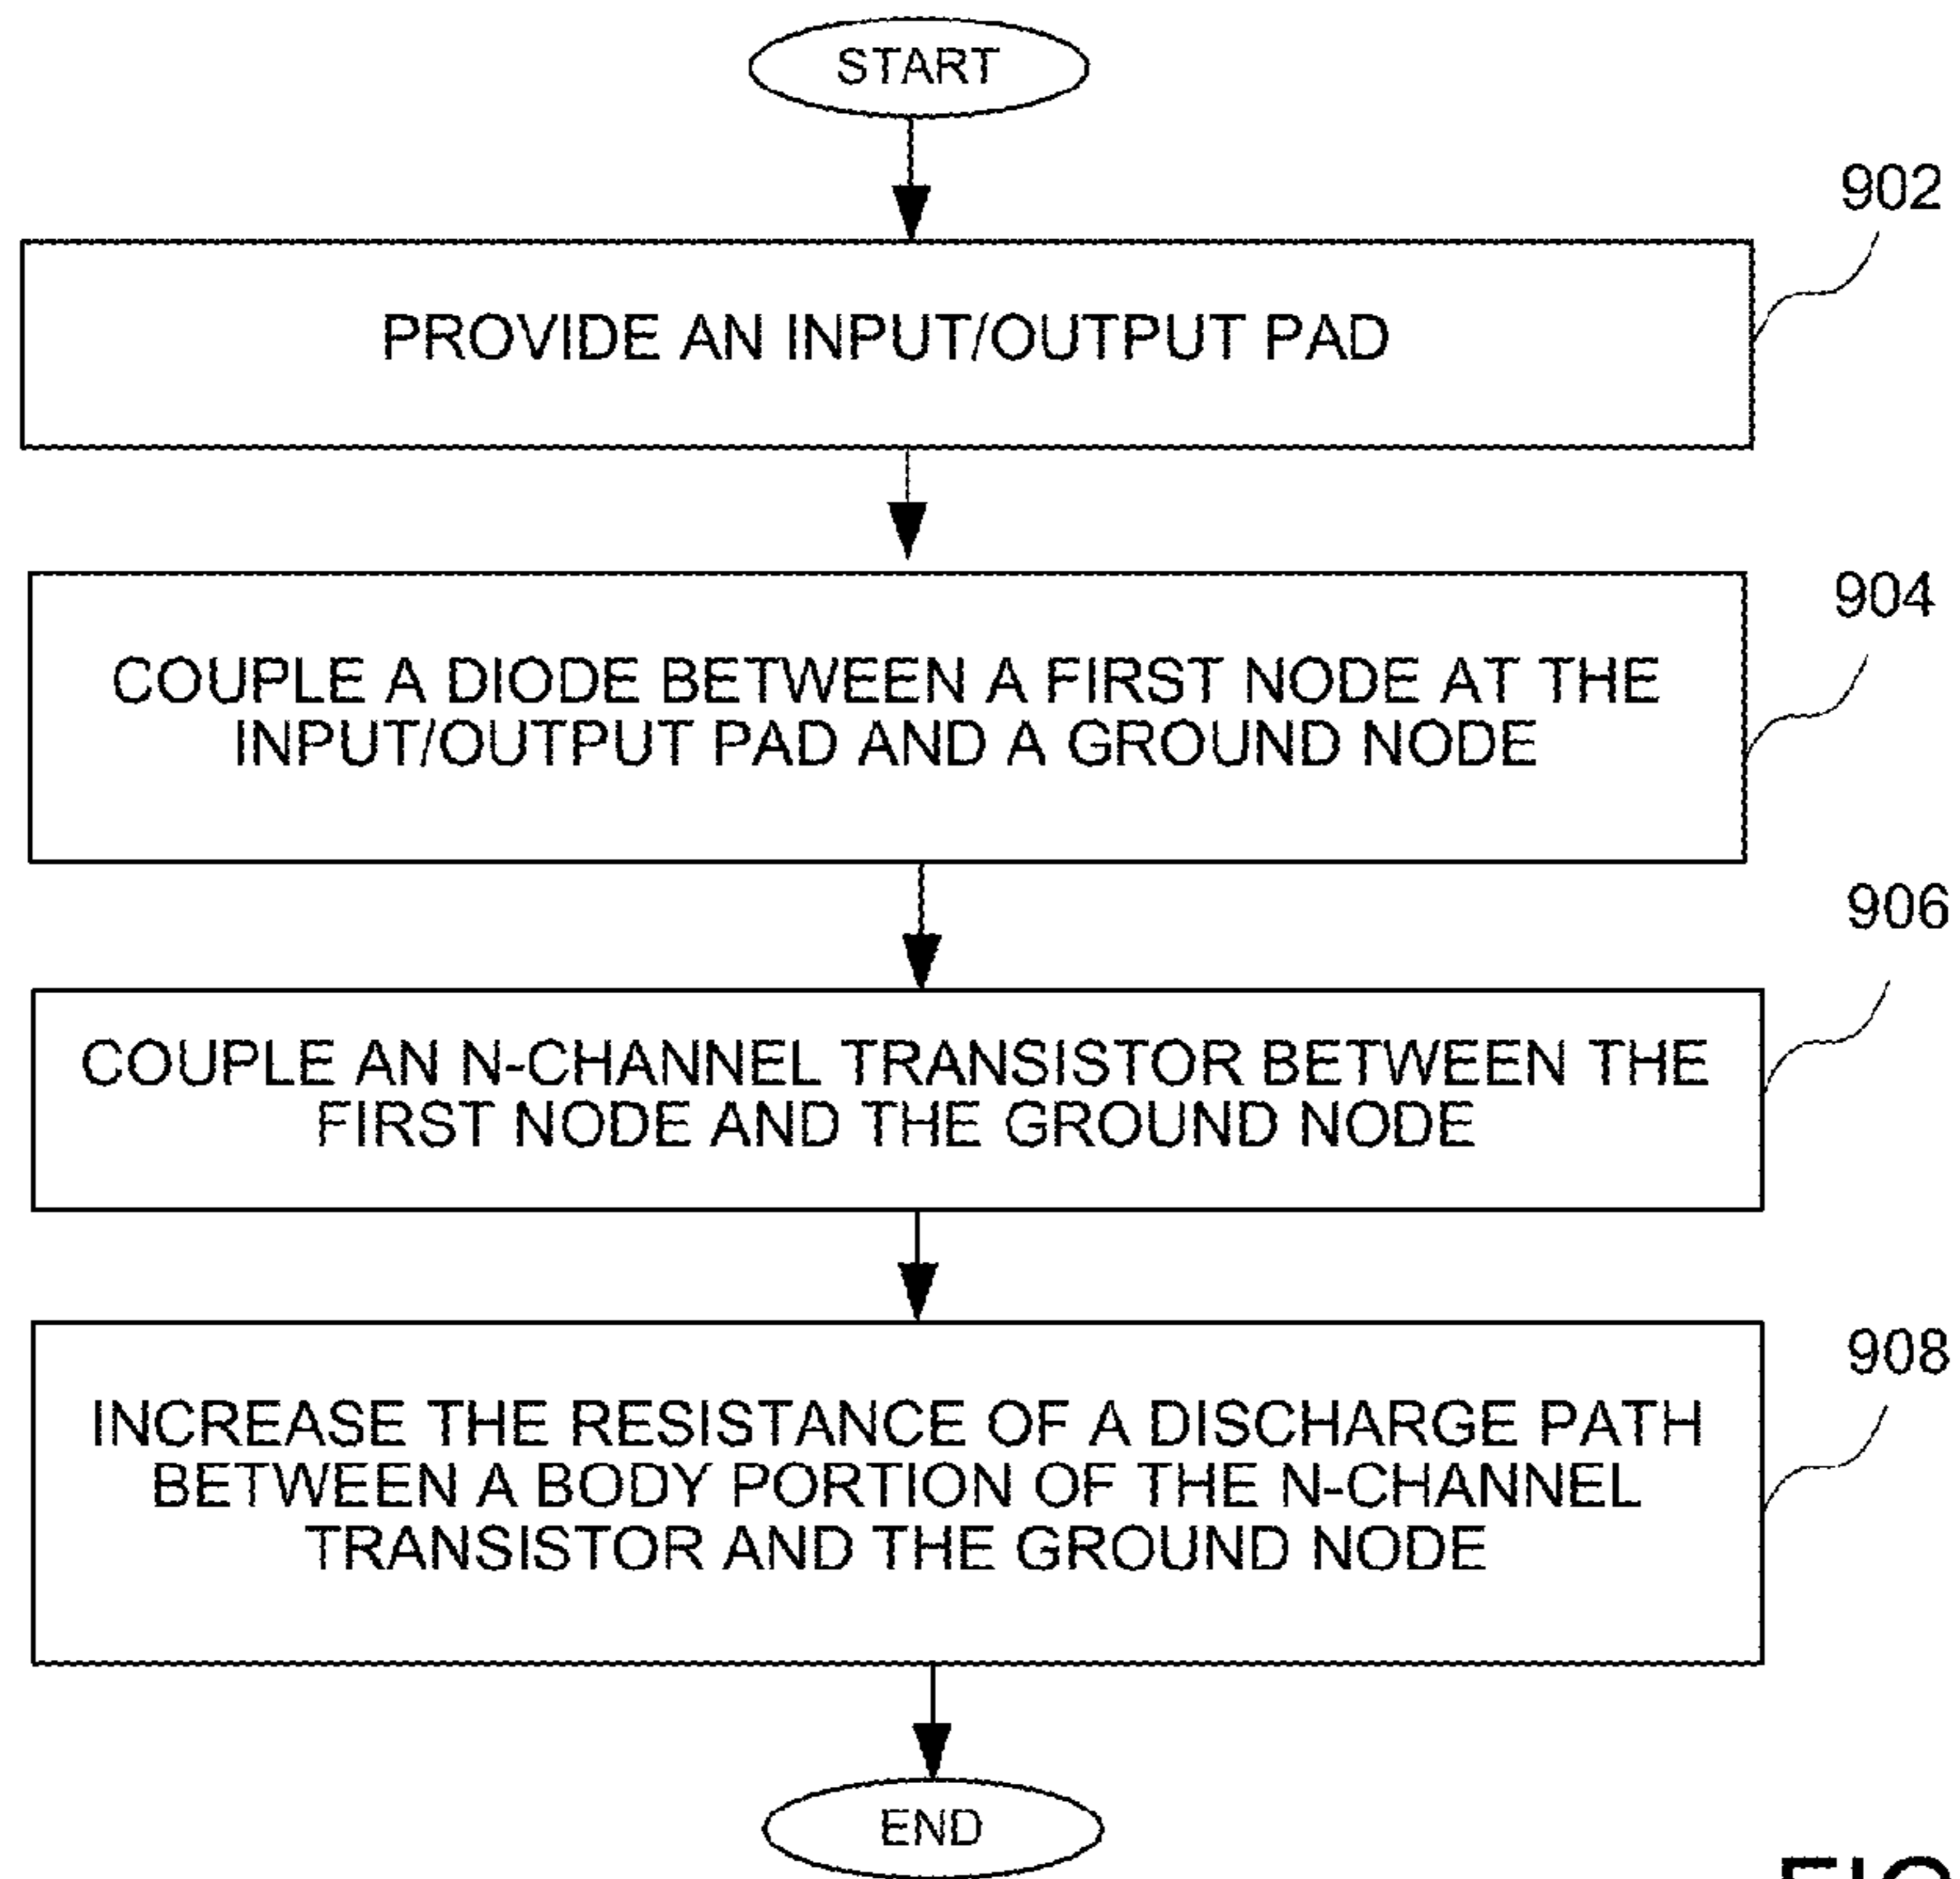 START
902
PROVIDE AN INPUT/OUTPUT PAD
904
COUPLE A DIODE BETWEEN A FIRST NODE AT THE
INPUT/OUTPUT PAD AND A GROUND NODE
906
COUPLE AN N-CHANNEL TRANSISTOR BETWEEN THE
FIRST NODE AND THE GROUND NODE
908
INCREASE THE RESISTANCE OF A DISCHARGE PATH
BETWEEN A BODY PORTION OF THE N-CHANNEL
TRANSISTOR AND THE GROUND NODE
END